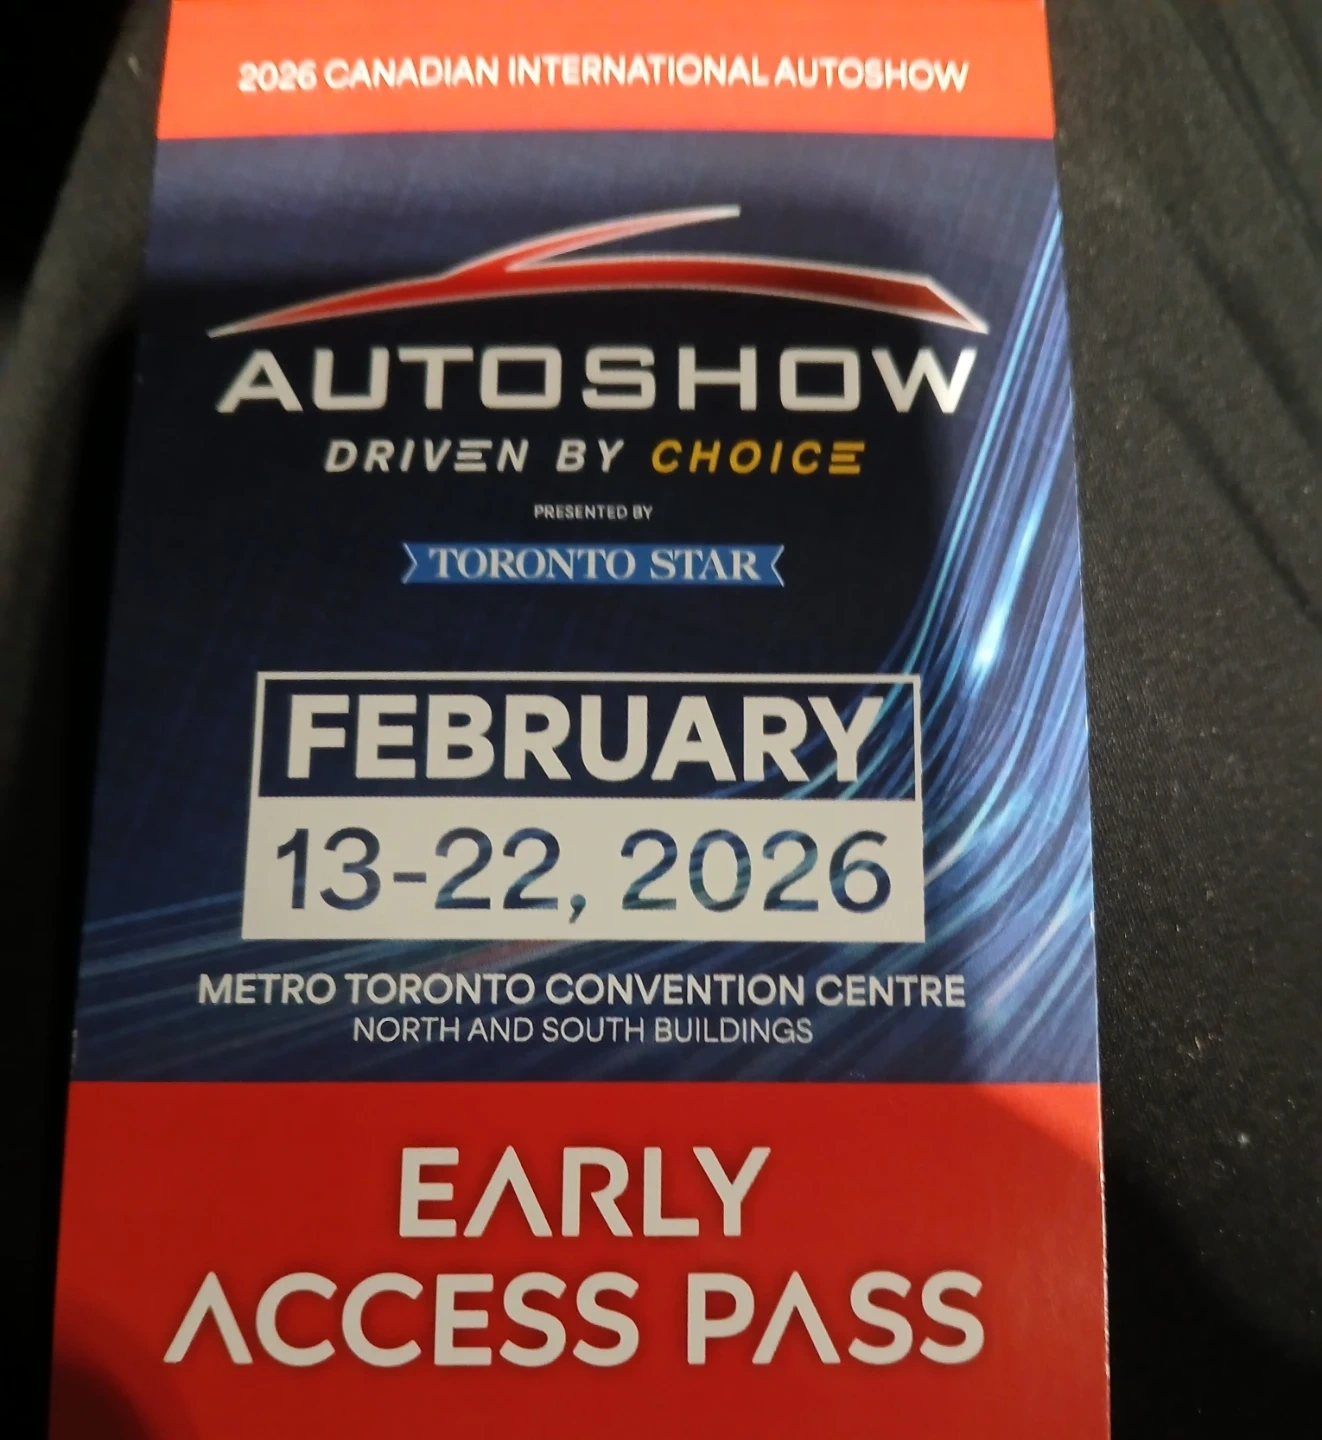 2026 CANADIAN INTERNATIONAL AUTOSHOW
AUTOSHOW
DRIVEN BY CHOICE
PRESENTED BY
TORONTO STAR
FEBRUARY
13-22, 2026
METRO TORONTO CONVENTION CENTRE
NORTH AND SOUTH BUILDINGS
EARLY
ACCESS PASS